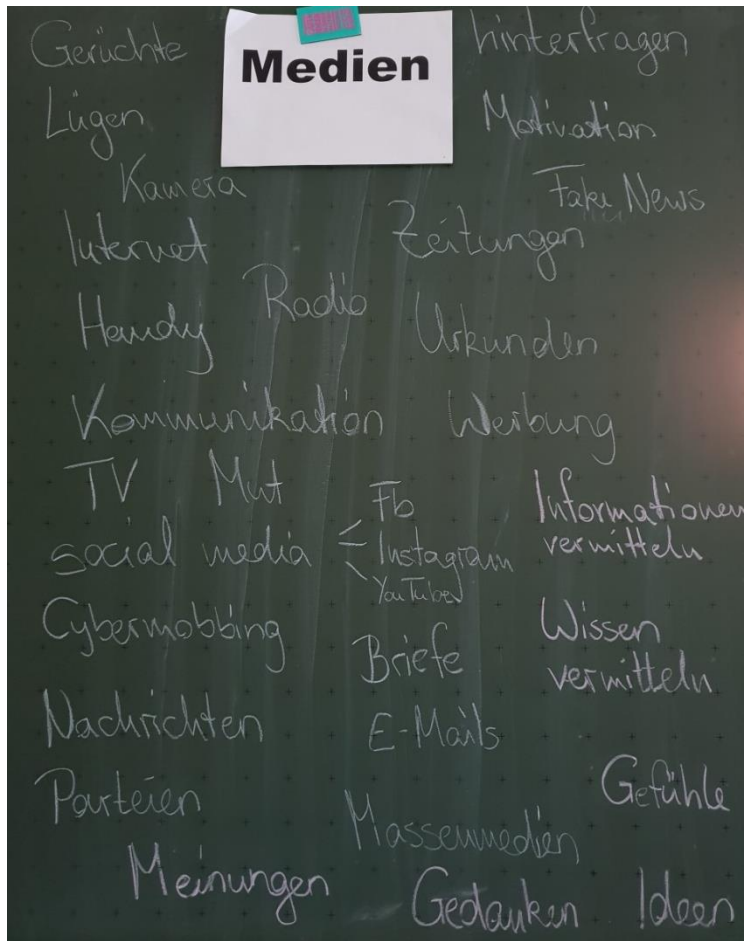 Medien
Gerüchte
hinterfragen
Lügen
Motivation
Kamera
Fake News
Internet
Zeitungen
Radio
Handy
Urkunden
Kommunikation
Werbung
TV
Mut
Fb
Informationen
vermitteln
social media
Instagram
YouTube
Cybermobbing
Wissen
vermitteln
Briefe
Nachrichten
E-Mails
Gefühle
Parteien
Massenmedien
Meinungen
Gedanken
Ideen